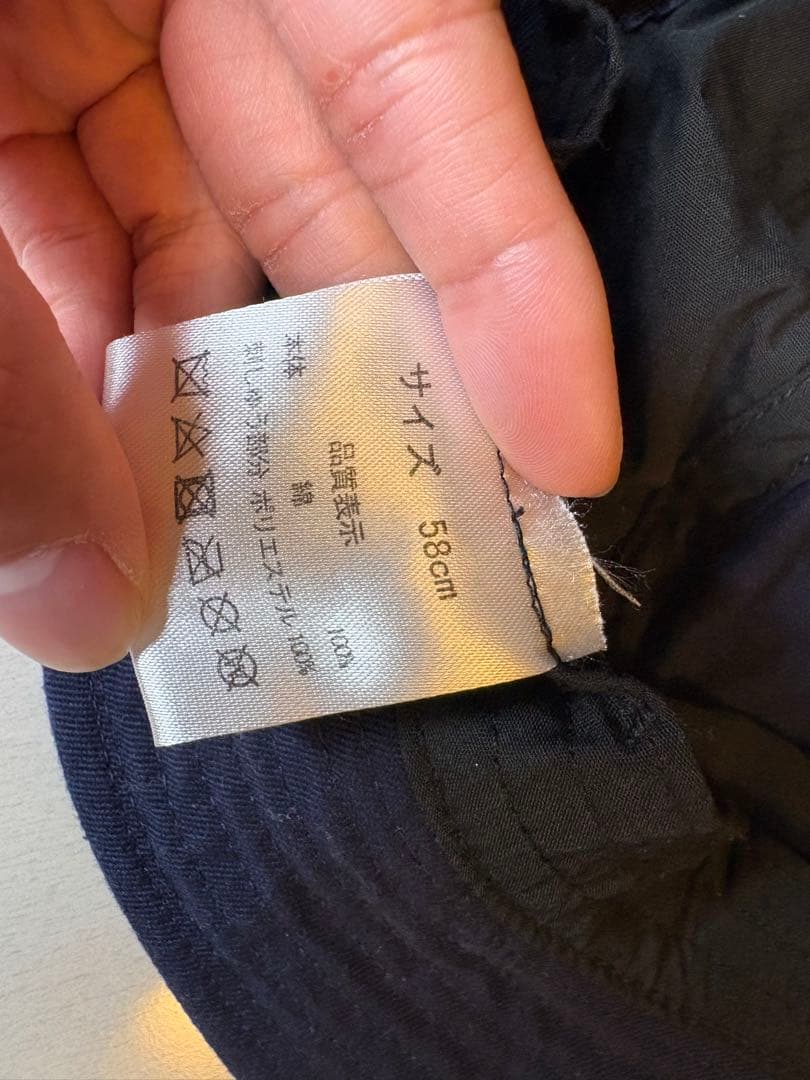 サイズ 58cm
品質表示
本体 綿 100%
刺しゅう部分 ポリエステル 100%